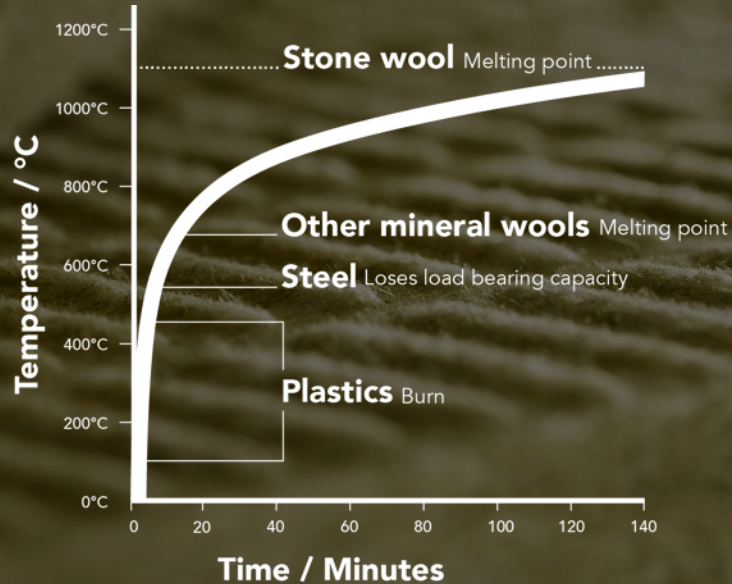 1200°C
Stone wool Melting point
1000°C
800°C
Other mineral wools Melting point
600°C
Steel Loses load bearing capacity
400°C
Plastics Burn
200°C
0°C
Temperature / °C
0 20 40 60 80 100 120 140
Time / Minutes